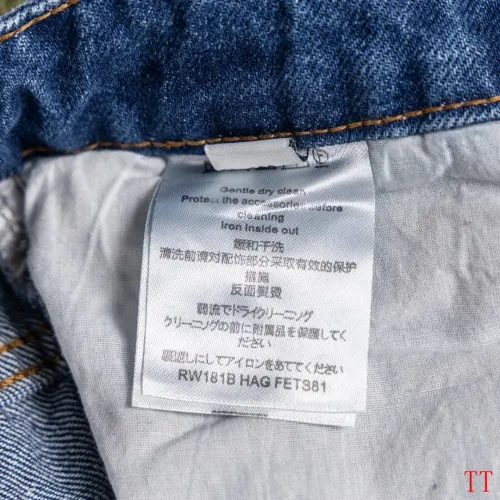 Gentle dry clean
Protect the accessories before
cleaning
Iron inside out
缓和干洗
清洗前请对配饰部分采取有效的保护
措施
反面熨烫
弱流でドライクリーニング
クリーニングの前に附属品を保護してく
ださい
裏返しにしてアイロンをあててください
RW181B HAG FETS81
TT